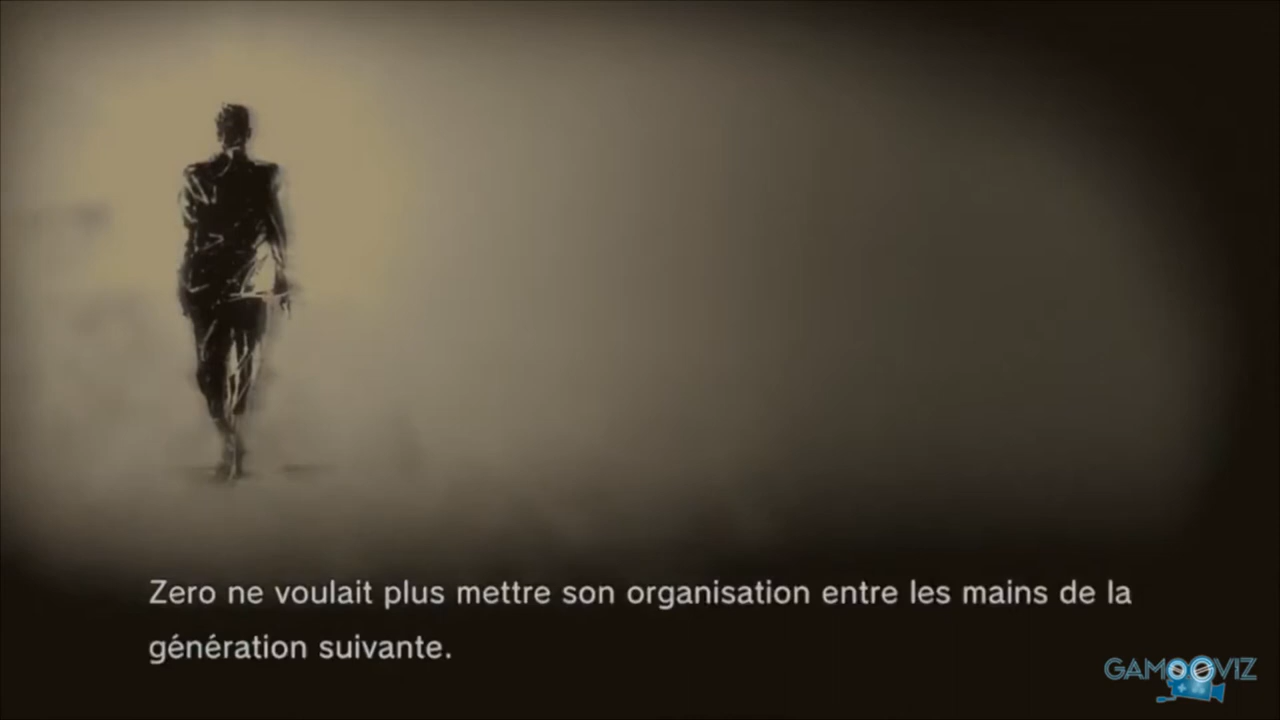 Zero ne voulait plus mettre son organisation entre les mains de la
génération suivante.
GAMOOVIZ